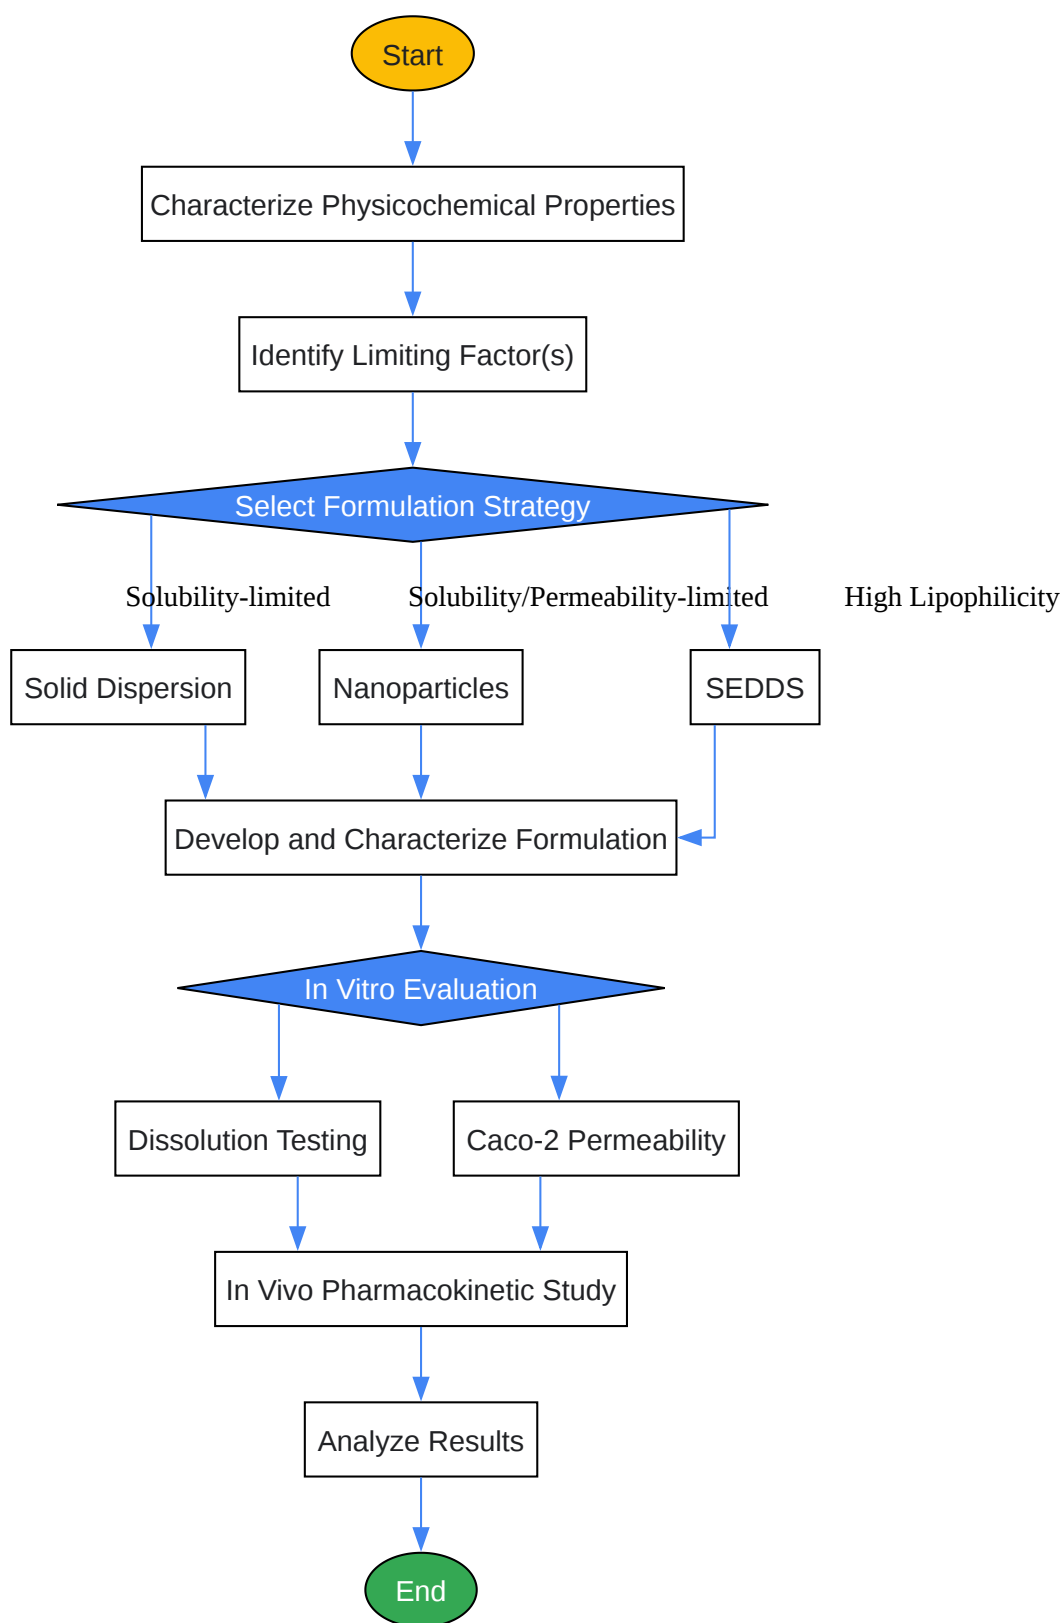 Start
Characterize Physicochemical Properties
Identify Limiting Factor(s)
Select Formulation Strategy
Solubility-limited
Solubility/Permeability-limited
High Lipophilicity
Solid Dispersion
Nanoparticles
SEDDS
Develop and Characterize Formulation
In Vitro Evaluation
Dissolution Testing
Caco-2 Permeability
In Vivo Pharmacokinetic Study
Analyze Results
End